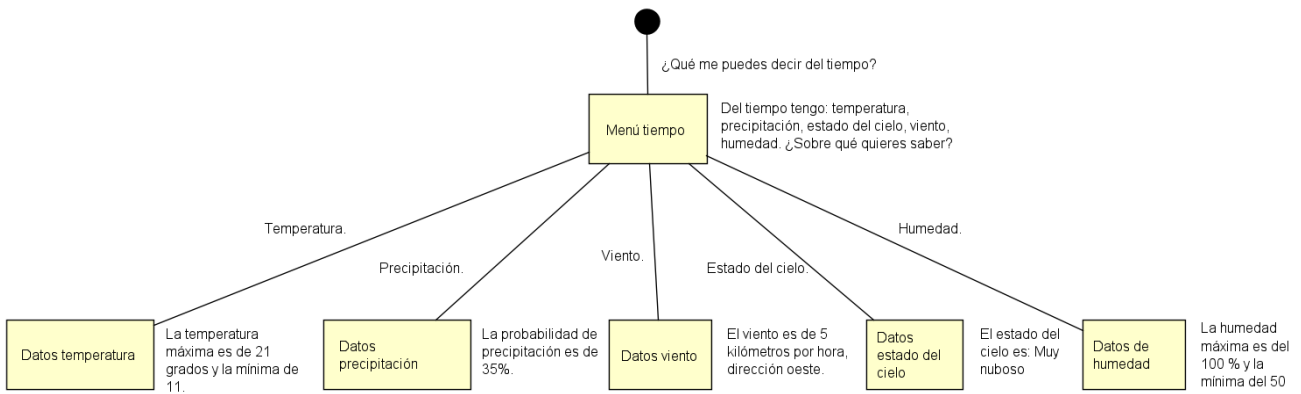 ¿Qué me puedes decir del tiempo?
Menú tiempo
Del tiempo tengo: temperatura,
precipitación, estado del cielo, viento,
humedad. ¿Sobre qué quieres saber?
Temperatura.
Precipitación.
Viento.
Estado del cielo.
Humedad.
Datos temperatura
La temperatura
máxima es de 21
grados y la mínima de
11.
Datos
precipitación
La probabilidad de
precipitación es de
35%.
Datos viento
El viento es de 5
kilómetros por hora,
dirección oeste.
Datos
estado del
cielo
El estado del
cielo es: Muy
nuboso
Datos de
humedad
La humedad
máxima es del
100 % y la
mínima del 50